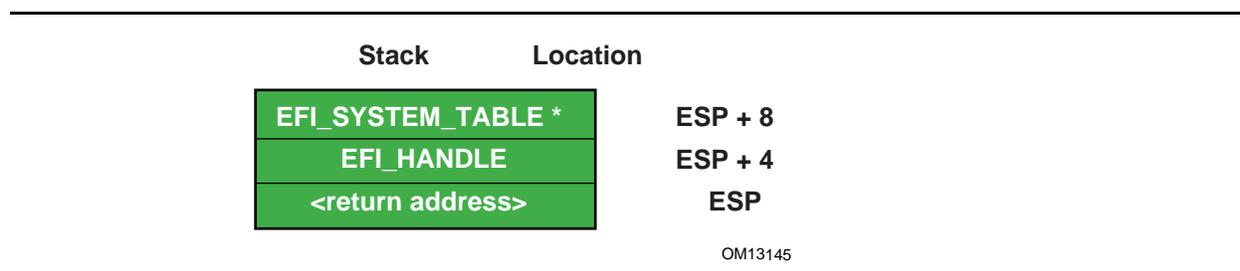 Stack Location
EFI_SYSTEM_TABLE * ESP + 8
EFI_HANDLE ESP + 4
<return address> ESP
OM13145